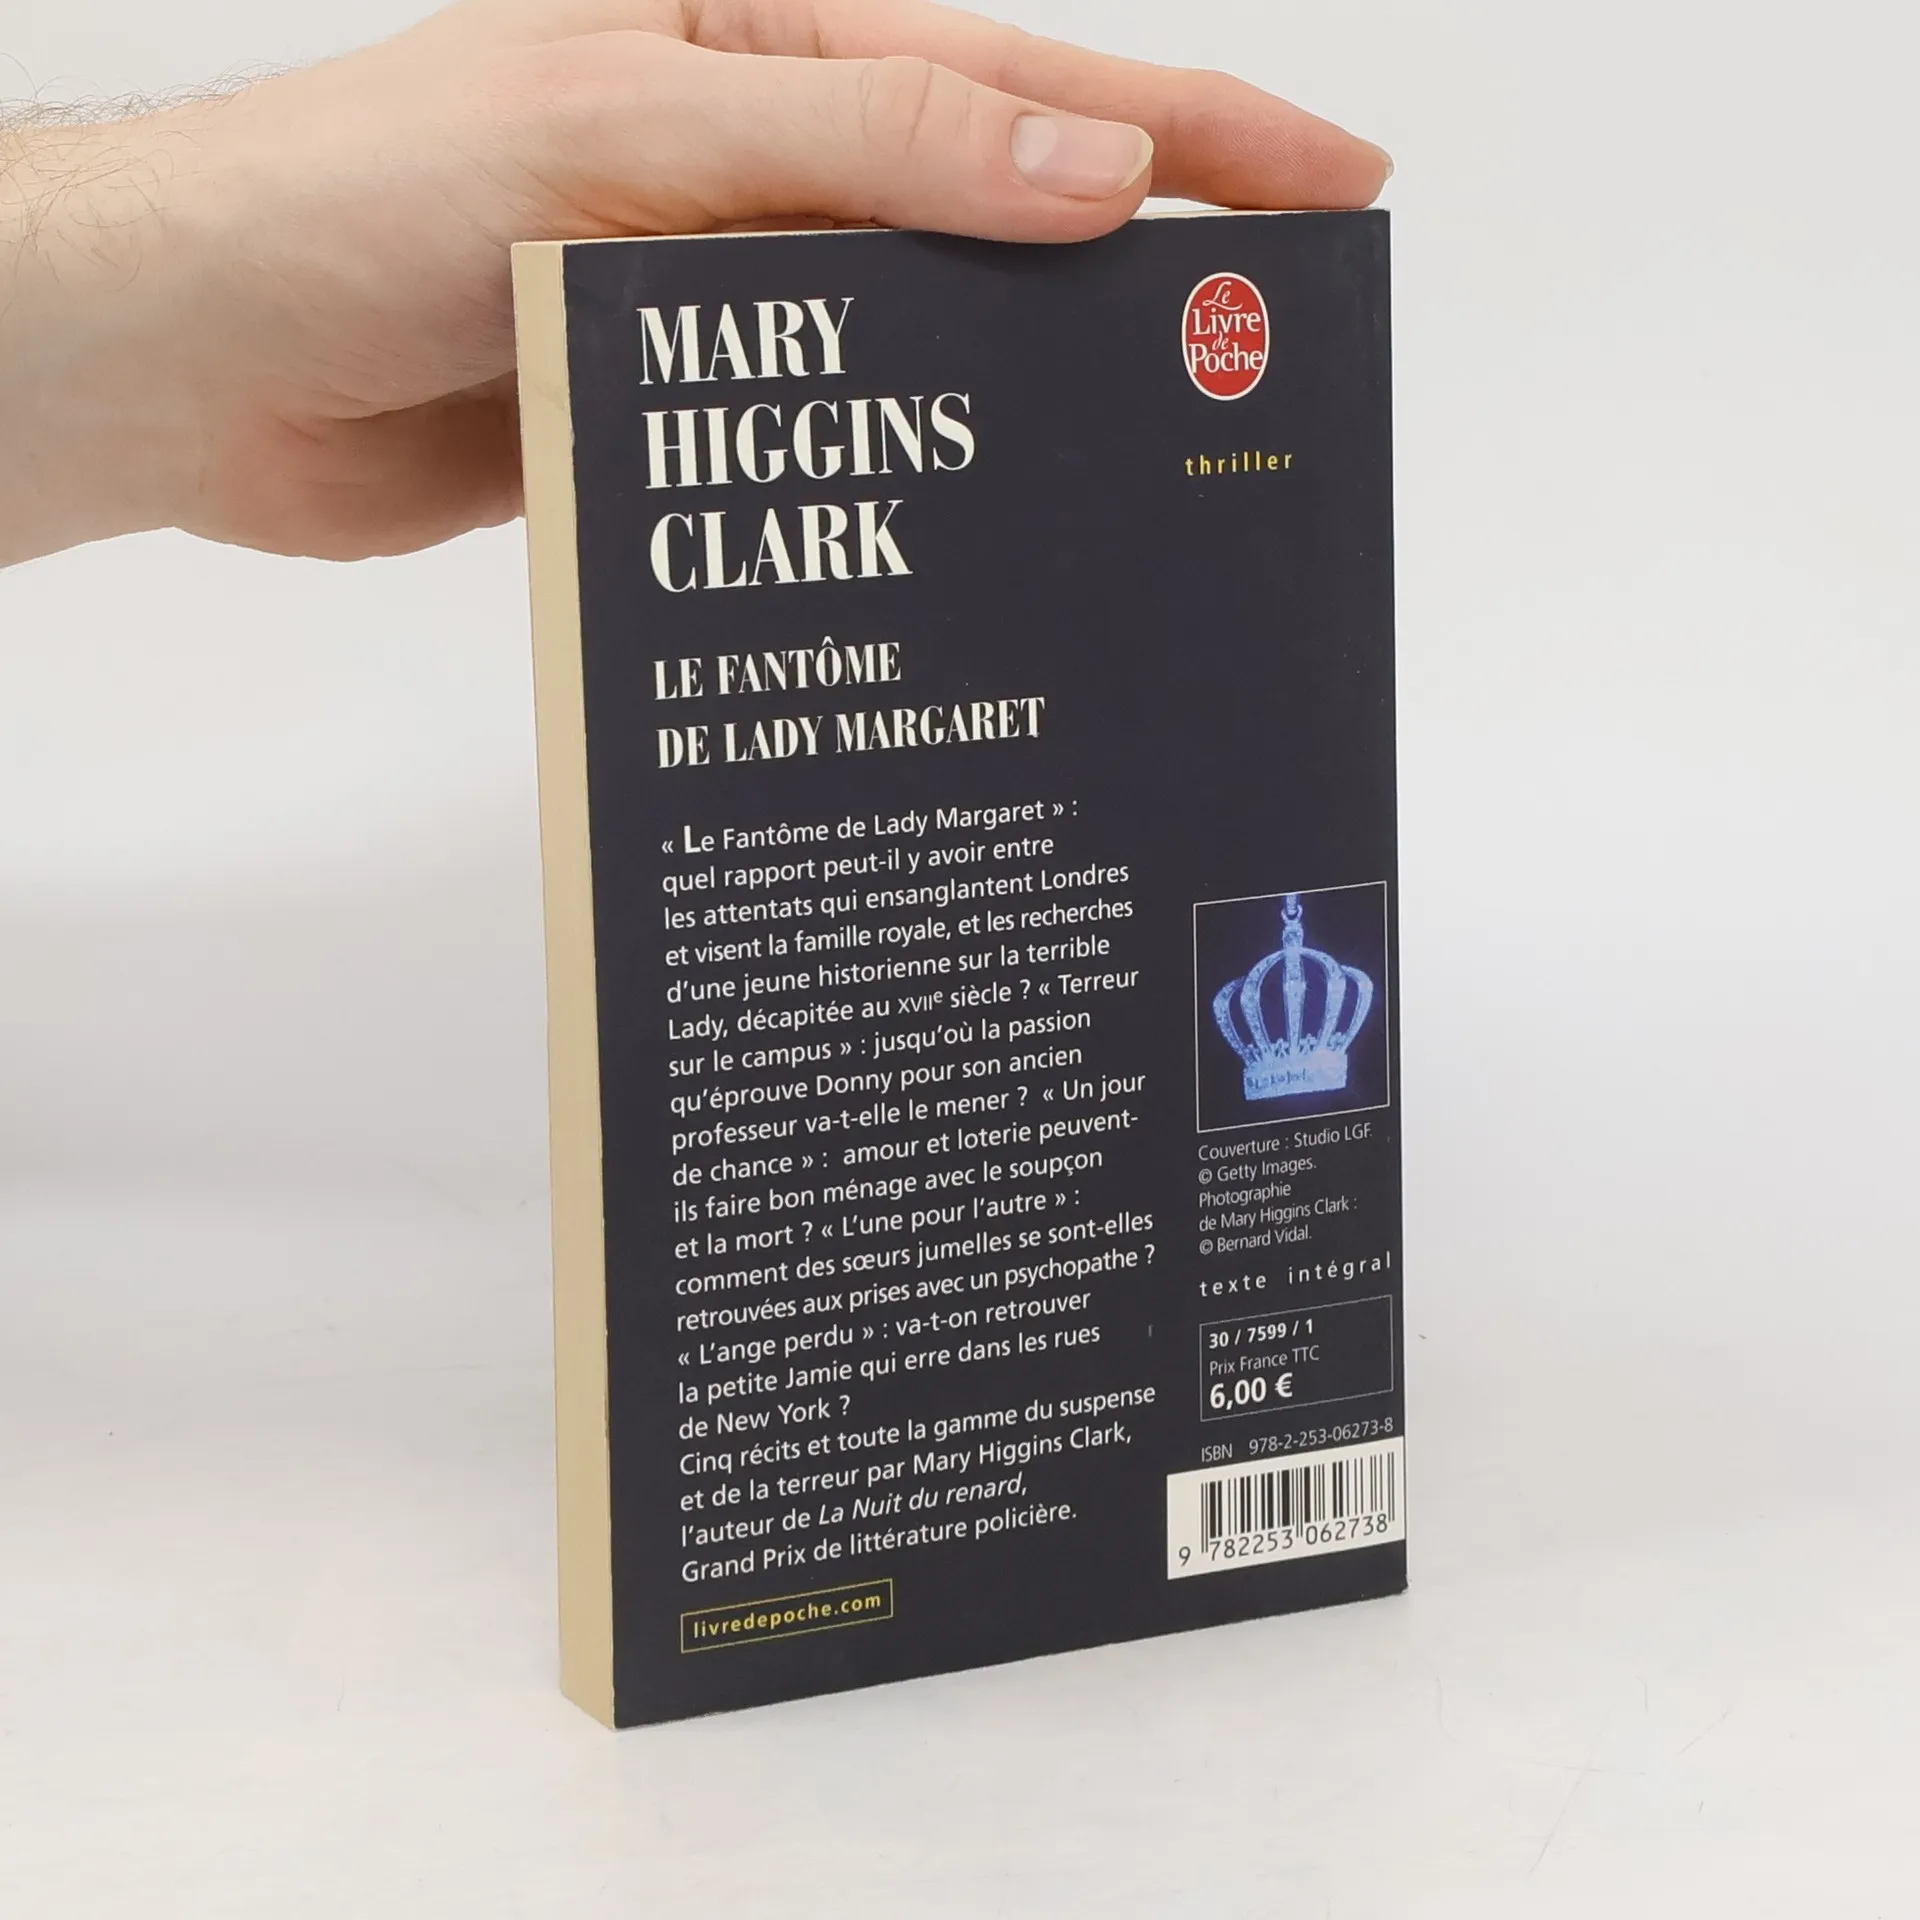 MARY
HIGGINS
CLARK
Le
Livre
de
Poche
thriller
LE FANTÔME
DE LADY MARGARET
« Le Fantôme de Lady Margaret » :
quel rapport peut-il y avoir entre
les attentats qui ensanglantent Londres
et visent la famille royale, et les recherches
d'une jeune historienne sur la terrible
Lady, décapitée au XVIIe siècle ? « Terreur
sur le campus » : jusqu'où la passion
qu'éprouve Donny pour son ancien
professeur va-t-elle le mener ? « Un jour
de chance » : amour et loterie peuvent-
ils faire bon ménage avec le soupçon
et la mort ? « L'une pour l'autre » :
comment des sœurs jumelles se sont-elles
retrouvées aux prises avec un psychopathe ?
« L'ange perdu » : va-t-on retrouver
la petite Jamie qui erre dans les rues
de New York ?
Cinq récits et toute la gamme du suspense
et de la terreur par Mary Higgins Clark,
l'auteur de La Nuit du renard,
Grand Prix de littérature policière.
livredepoche.com
Couverture : Studio LGF.
© Getty Images.
Photographie
de Mary Higgins Clark :
© Bernard Vidal.
texte intégral
30 / 7599 / 1
Prix France TTC
6,00 €
ISBN 978-2-253-06273-8
9 782253 062738